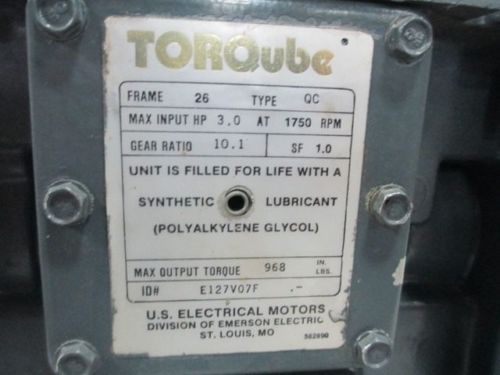 TORQube
FRAME 26 TYPE QC
MAX INPUT HP 3.0 AT 1750 RPM
GEAR RATIO 10.1 SF 1.0
UNIT IS FILLED FOR LIFE WITH A
SYNTHETIC LUBRICANT
(POLYALKYLENE GLYCOL)
MAX OUTPUT TORQUE 968 IN. LBS.
ID# E127V07F .-
U.S. ELECTRICAL MOTORS
DIVISION OF EMERSON ELECTRIC
ST. LOUIS, MO